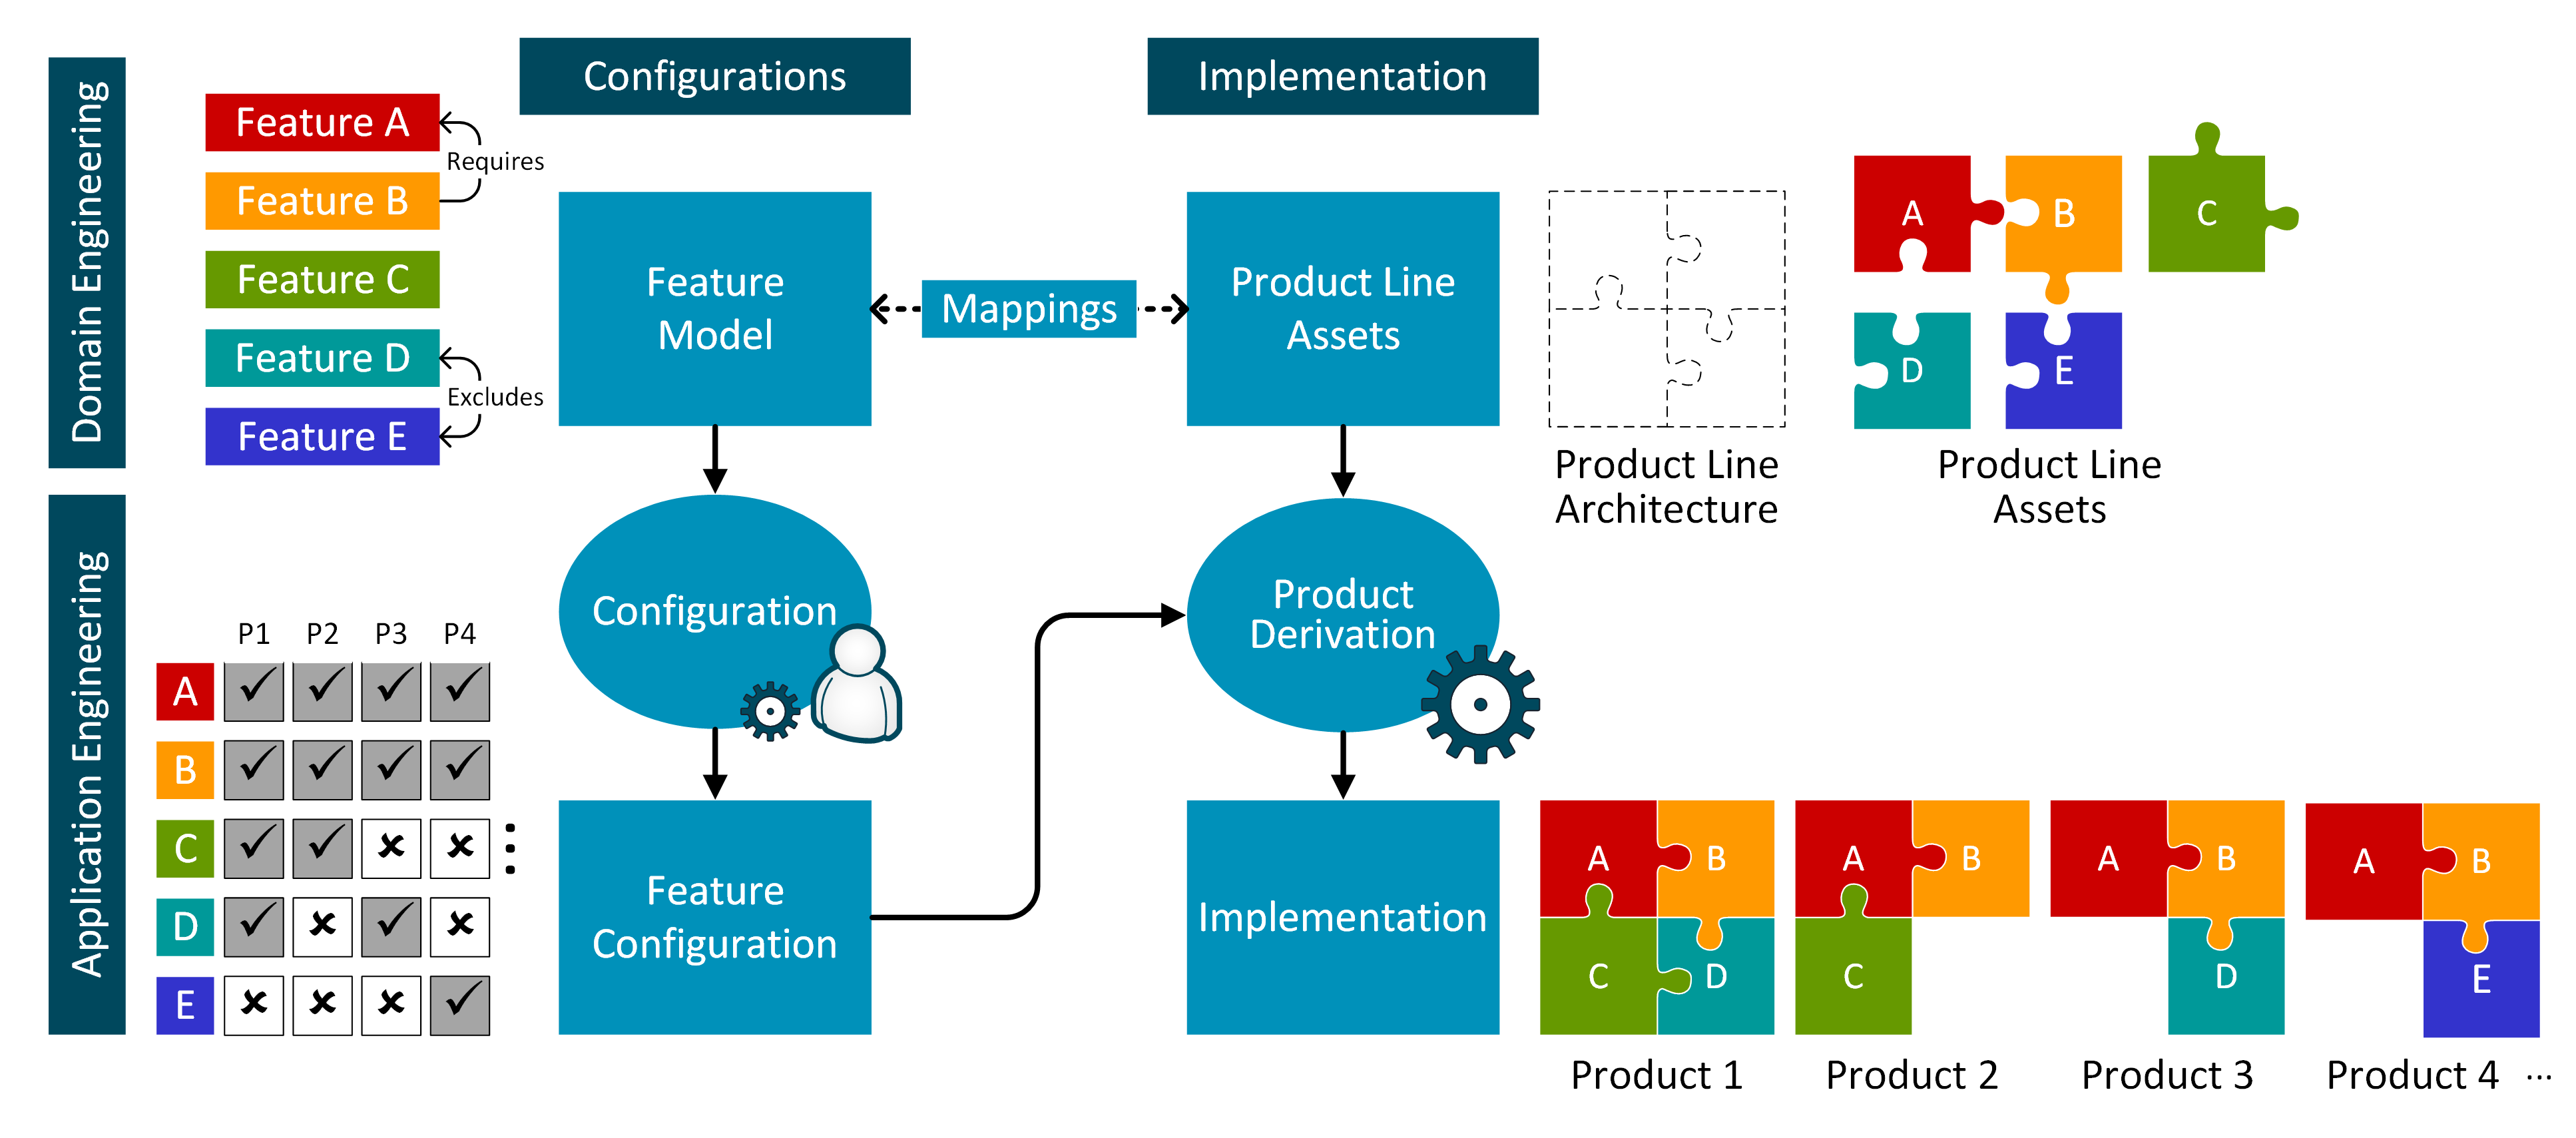 Configurations
Implementation
Domain Engineering
Feature A
Requires
Feature B
Feature C
Feature D
Excludes
Feature E
Feature
Model
Mappings
Product Line
Assets
Product Line
Architecture
A
B
C
D
E
Product Line
Assets
Application Engineering
P1 P2 P3 P4
A
B
C
D
E
Configuration
Product
Derivation
Feature
Configuration
Implementation
A B
C D
Product 1
A B
C
Product 2
A B
D
Product 3
A B
E
Product 4 ...